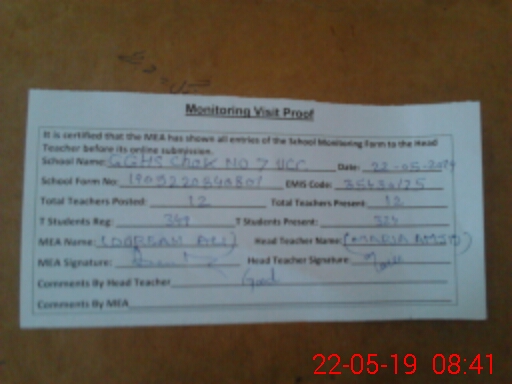 Monitoring Visit Proof
It is certified that the MEA has shown all entries of the School Monitoring Form to the Head
Teacher before its online submission.
School Name: GGHS Chak NO 7 UCC Date: 22-05-2019
School Form No: EMIS Code:
Total Teachers Posted: 12 Total Teachers Present: 12
T Students Reg: T Students Present:
MEA Name: ( ALI) Head Teacher Name: (MARIA AMJAD)
MEA Signature: Head Teacher Signature:
Comments By Head Teacher Good
Comments By MEA
22-05-19 08:41